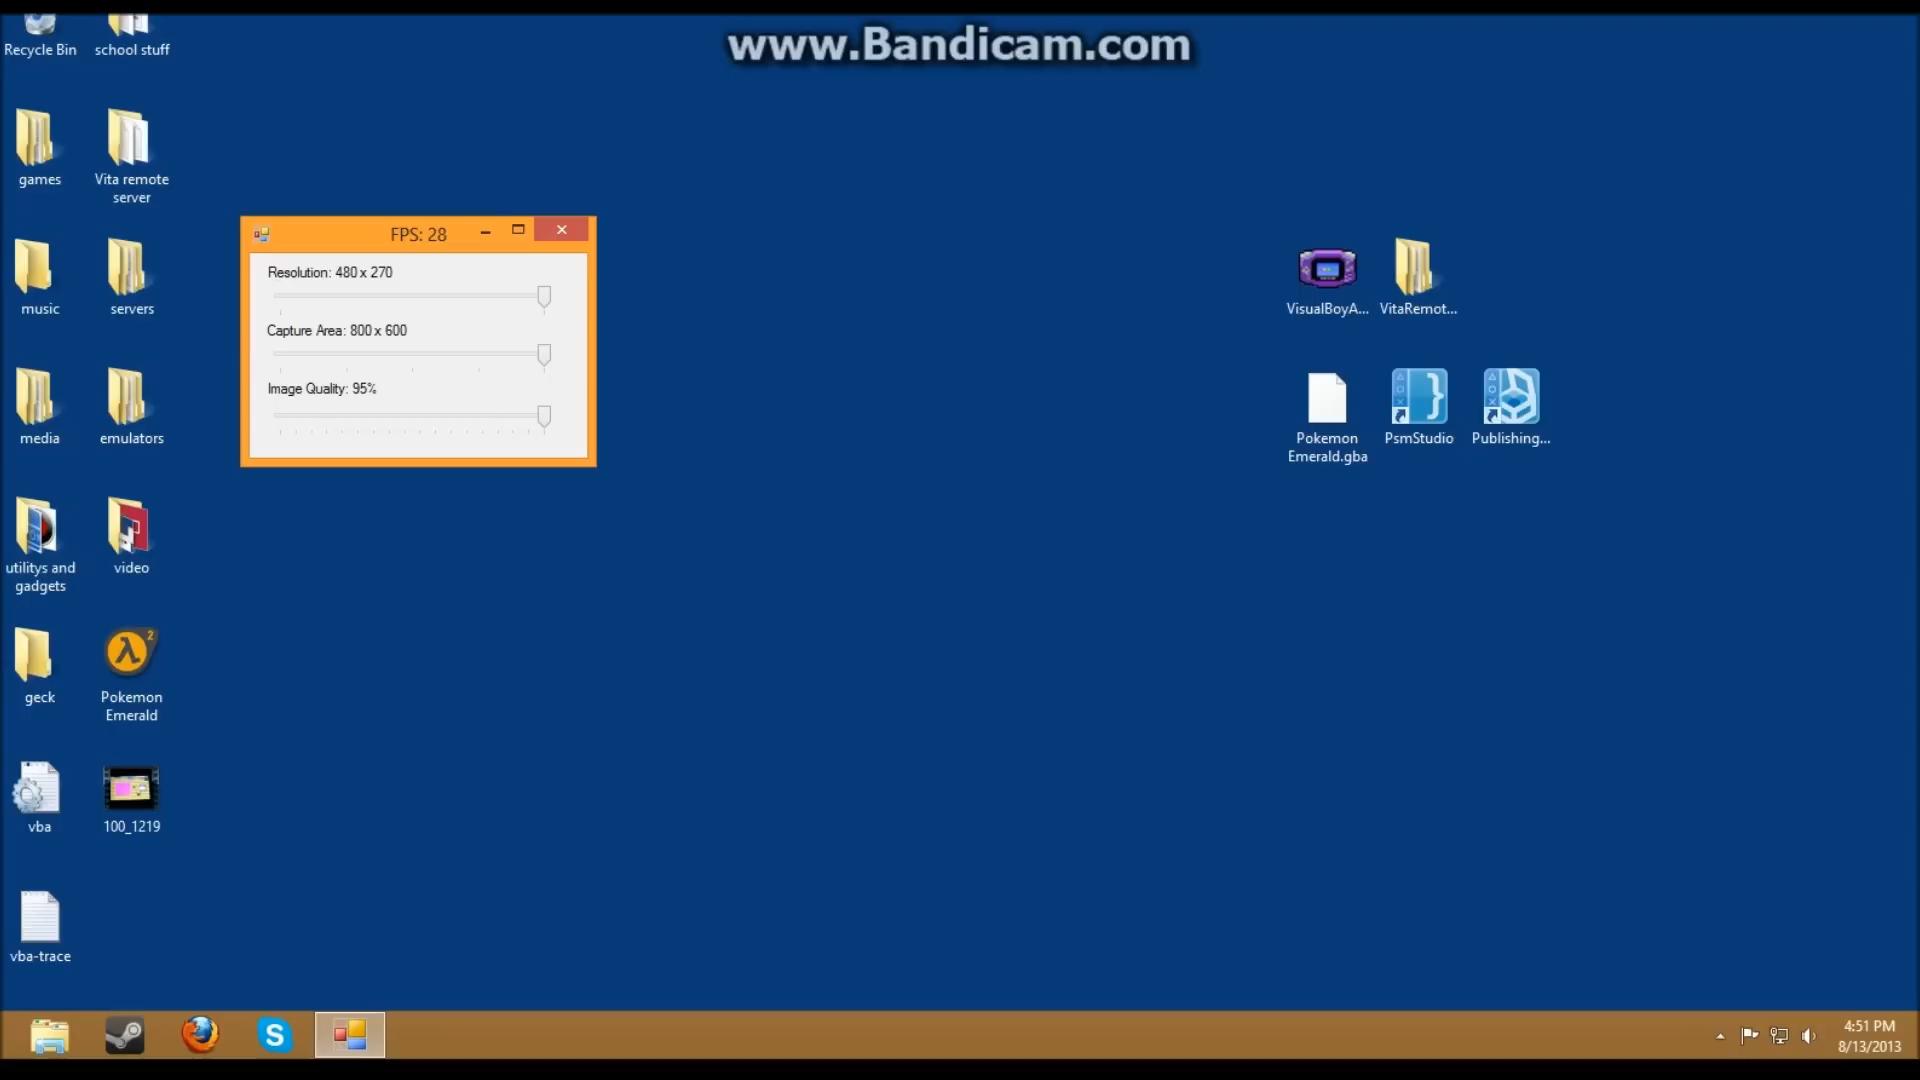 www.Bandicam.com
Recycle Bin
school stuff
games
Vita remote
server
music
servers
media
emulators
utilitys and
gadgets
video
geck
Pokemon
Emerald
vba
100_1219
vba-trace
FPS: 28
Resolution: 480 x 270
Capture Area: 800 x 600
Image Quality: 95%
VisualBoyA...
VitaRemot...
Pokemon
Emerald.gba
PsmStudio
Publishing...
4:51 PM
8/13/2013